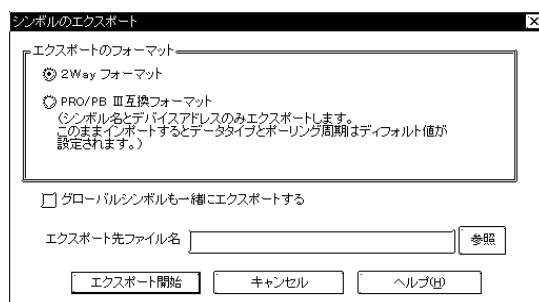 シンボルのエクスポート
エクスポートのフォーマット
2Way フォーマット
PRO/PB Ⅲ互換フォーマット
(シンボル名とデバイスアドレスのみエクスポートします。
このままインポートするとデータタイプとポーリング周期はディフォルト値が
設定されます。)
グローバルシンボルも一緒にエクスポートする
エクスポート先ファイル名
参照
エクスポート開始
キャンセル
ヘルプ(H)